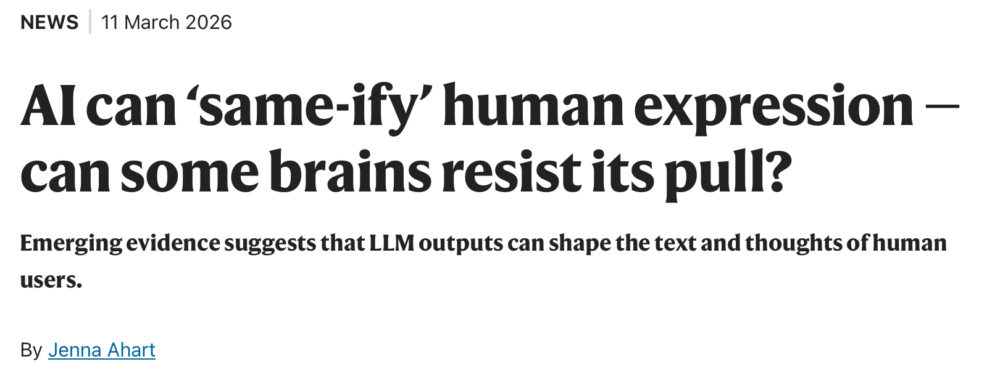 NEWS | 11 March 2026
AI can ‘same-ify’ human expression —
can some brains resist its pull?
Emerging evidence suggests that LLM outputs can shape the text and thoughts of human
users.
By Jenna Ahart